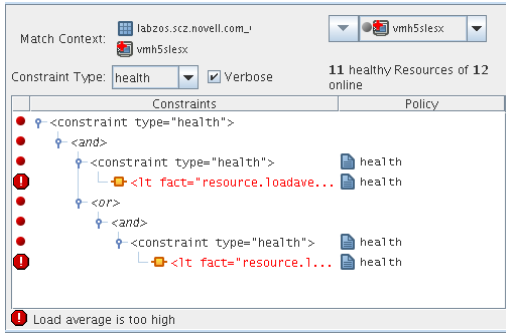 Match Context:
labzos.scz.novell.com_
vmh5slesx
vmh5slesx
Constraint Type:
health
Verbose
11 healthy Resources of 12
online
Constraints
Policy
<constraint type="health">
<and>
<constraint type="health">
health
<lt fact="resource.loadave...
health
<or>
<and>
<constraint type="health">
health
<lt fact="resource.l...
health
Load average is too high